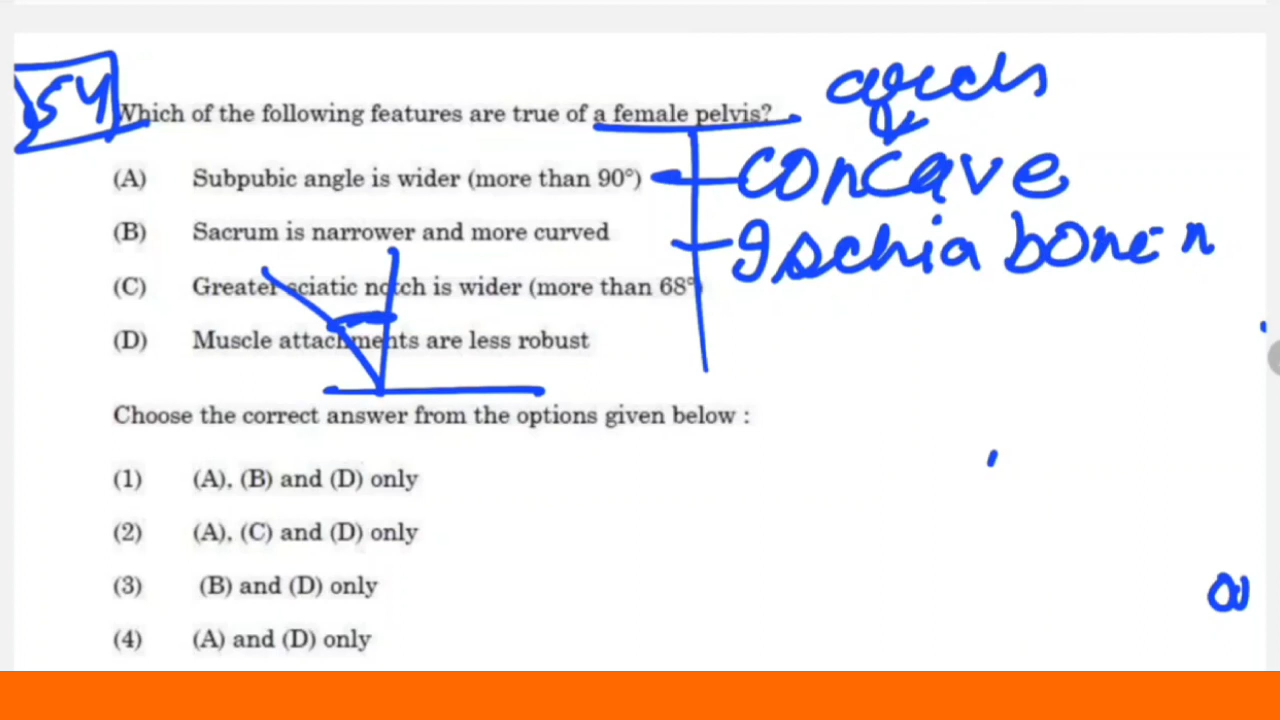 54
Which of the following features are true of a female pelvis?
(A) Subpubic angle is wider (more than 90°)
concave
(B) Sacrum is narrower and more curved
Ischia bone
(C) Greater sciatic notch is wider (more than 68°)
(D) Muscle attachments are less robust
Choose the correct answer from the options given below :
(1) (A), (B) and (D) only
(2) (A), (C) and (D) only
(3) (B) and (D) only
(4) (A) and (D) only